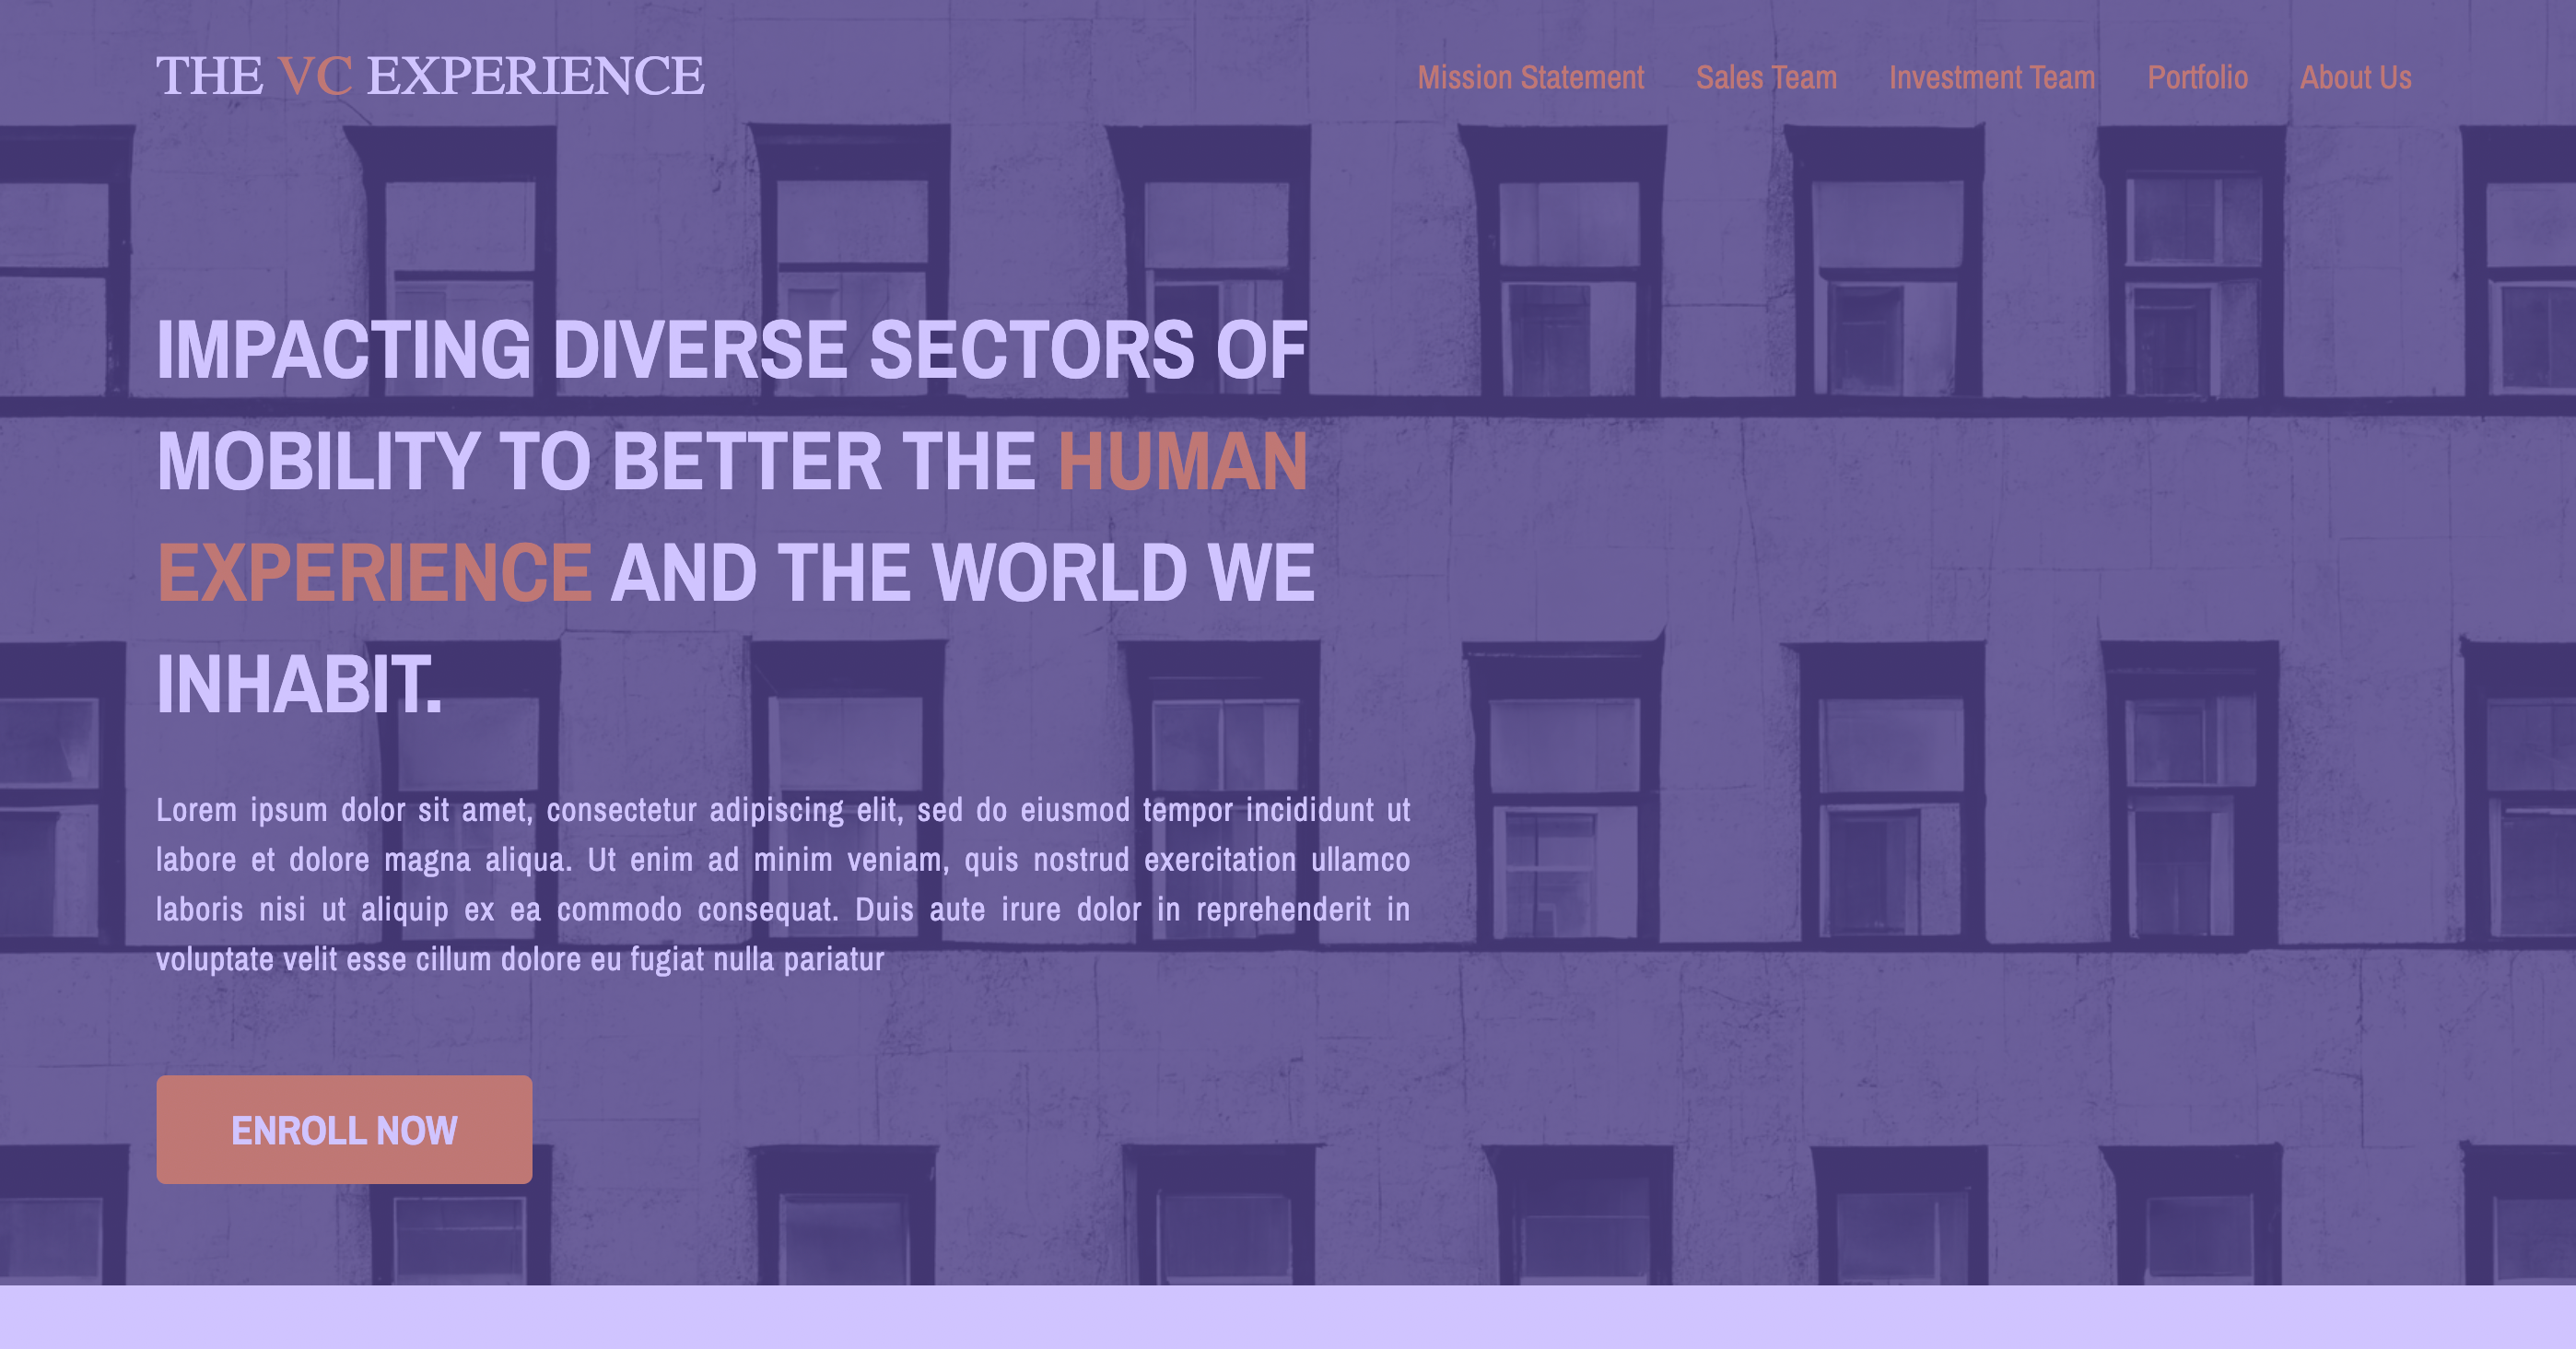 THE VC EXPERIENCE
Mission Statement Sales Team Investment Team Portfolio About Us
IMPACTING DIVERSE SECTORS OF
MOBILITY TO BETTER THE HUMAN
EXPERIENCE AND THE WORLD WE
INHABIT.
Lorem ipsum dolor sit amet, consectetur adipiscing elit, sed do eiusmod tempor incididunt ut
labore et dolore magna aliqua. Ut enim ad minim veniam, quis nostrud exercitation ullamco
laboris nisi ut aliquip ex ea commodo consequat. Duis aute irure dolor in reprehenderit in
voluptate velit esse cillum dolore eu fugiat nulla pariatur
ENROLL NOW